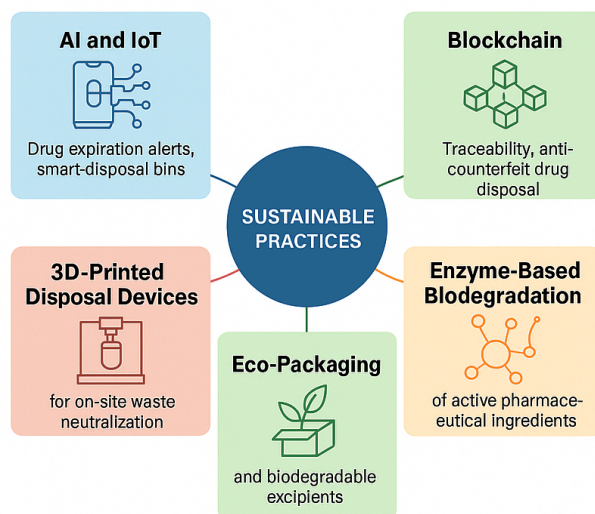 AI and IoT
Drug expiration alerts,
smart-disposal bins
Blockchain
Traceability, anti-
counterfeit drug
disposal
SUSTAINABLE
PRACTICES
3D-Printed
Disposal Devices
for on-site waste
neutralization
Enzyme-Based
Blodegradation
of active pharmace-
eutical ingredients
Eco-Packaging
and biodegradable
excipients